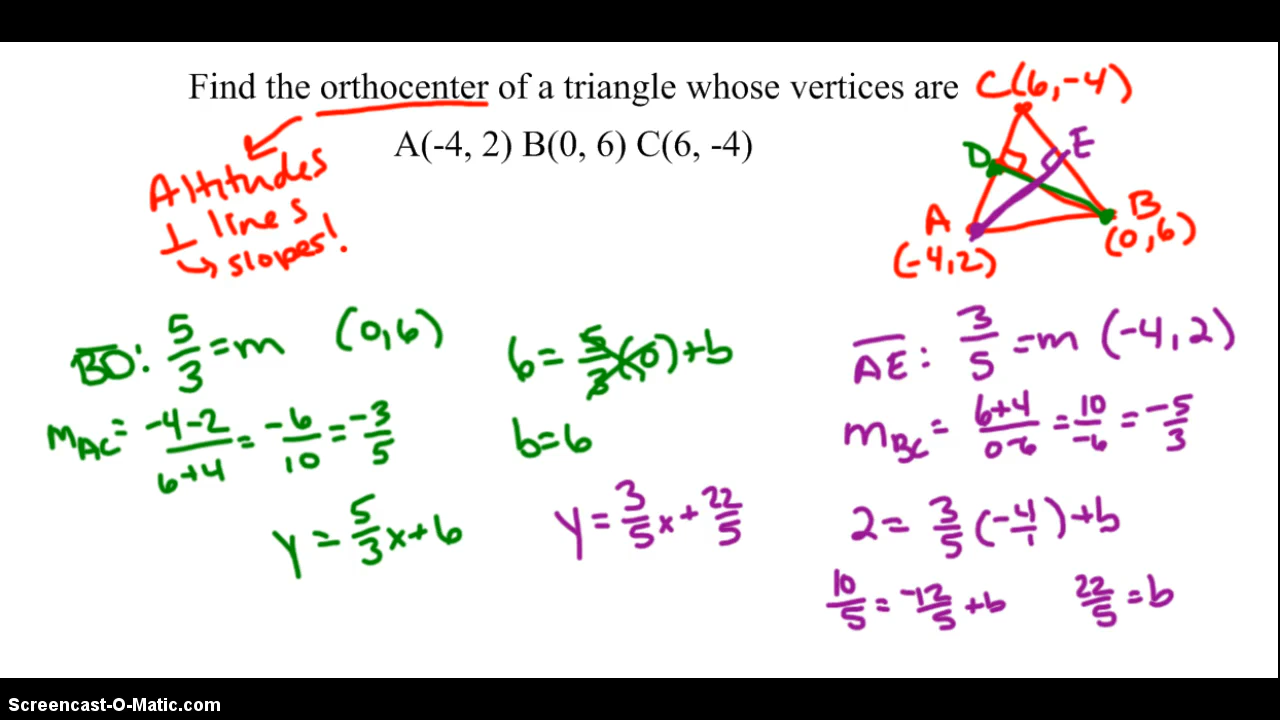 Find the orthocenter of a triangle whose vertices are
A(-4, 2) B(0, 6) C(6, -4)
C(6,-4)
D
E
A
(-4,2)
B
(0,6)
Altitudes
⊥ lines
↳ slopes!
BD: 5/3 = m (0,6)
m_AC = (-4-2)/(6+4) = -6/10 = -3/5
y = 5/3 x + 6
6 = 5/3(0) + b
b = 6
y = 3/5 x + 22/5
AE: 3/5 = m (-4,2)
m_BC = (6+4)/(0-6) = 10/-6 = -5/3
2 = 3/5 (-4/1) + b
10/5 = -12/5 + b 22/5 = b
Screencast-O-Matic.com